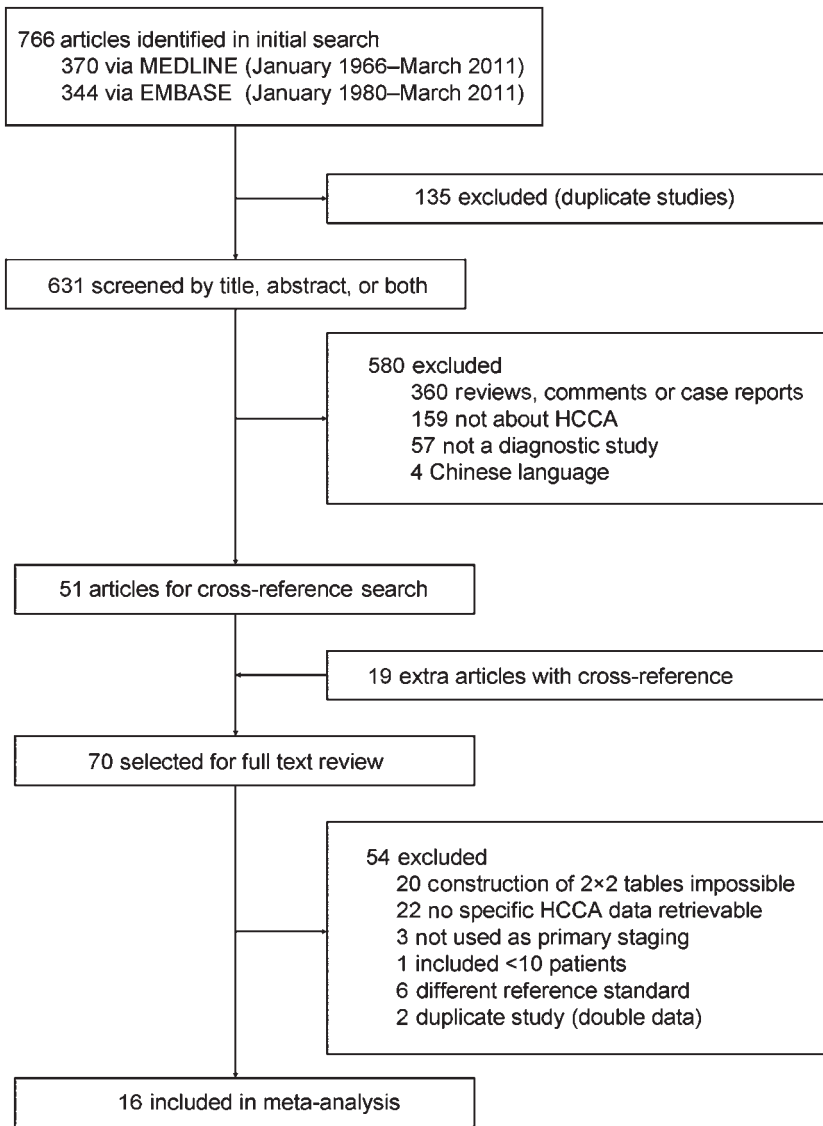 766 articles identified in initial search
370 via MEDLINE (January 1966–March 2011)
344 via EMBASE (January 1980–March 2011)
135 excluded (duplicate studies)
631 screened by title, abstract, or both
580 excluded
360 reviews, comments or case reports
159 not about HCCA
57 not a diagnostic study
4 Chinese language
51 articles for cross-reference search
19 extra articles with cross-reference
70 selected for full text review
54 excluded
20 construction of 2×2 tables impossible
22 no specific HCCA data retrievable
3 not used as primary staging
1 included <10 patients
6 different reference standard
2 duplicate study (double data)
16 included in meta-analysis